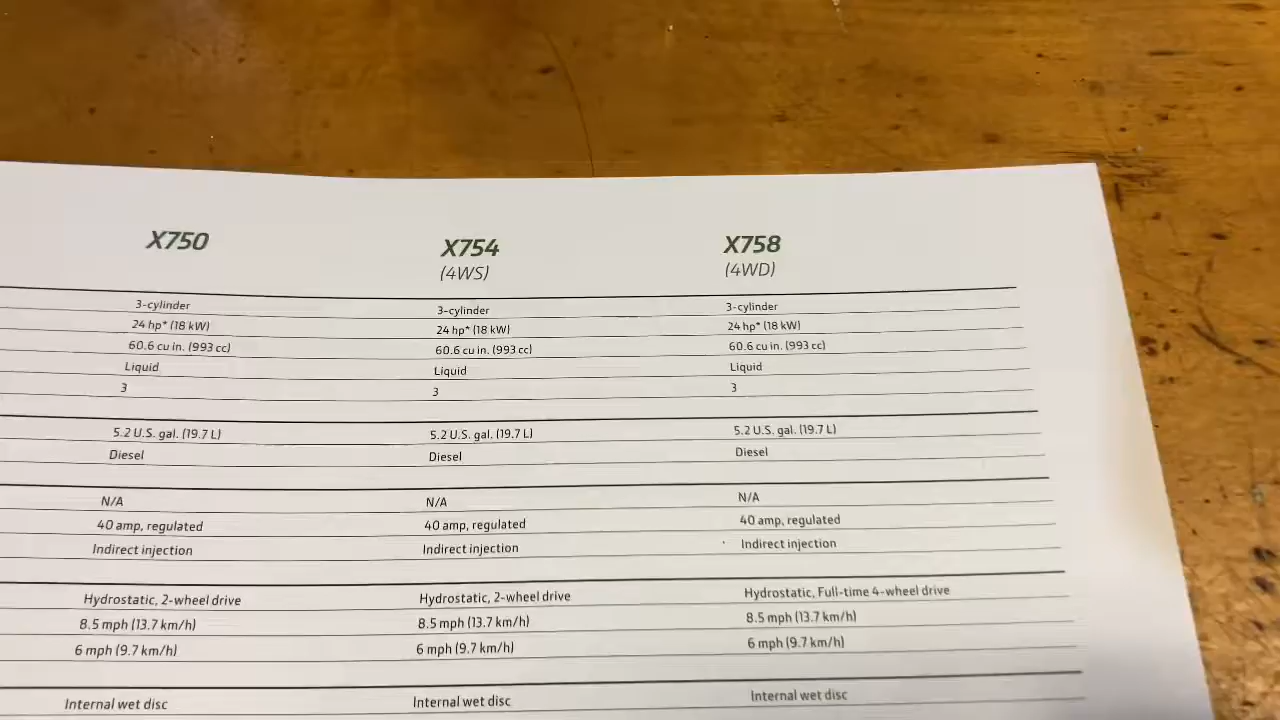 X750 X754 X758
(4WS) (4WD)
3-cylinder 3-cylinder 3-cylinder
24 hp* (18 kW) 24 hp* (18 kW) 24 hp* (18 kW)
60.6 cu in. (993 cc) 60.6 cu in. (993 cc) 60.6 cu in. (993 cc)
Liquid Liquid Liquid
3 3 3
5.2 U.S. gal. (19.7 L) 5.2 U.S. gal. (19.7 L) 5.2 U.S. gal. (19.7 L)
Diesel Diesel Diesel
N/A N/A N/A
40 amp, regulated 40 amp, regulated 40 amp, regulated
Indirect injection Indirect injection Indirect injection
Hydrostatic, 2-wheel drive Hydrostatic, 2-wheel drive Hydrostatic, Full-time 4-wheel drive
8.5 mph (13.7 km/h) 8.5 mph (13.7 km/h) 8.5 mph (13.7 km/h)
6 mph (9.7 km/h) 6 mph (9.7 km/h) 6 mph (9.7 km/h)
Internal wet disc Internal wet disc Internal wet disc